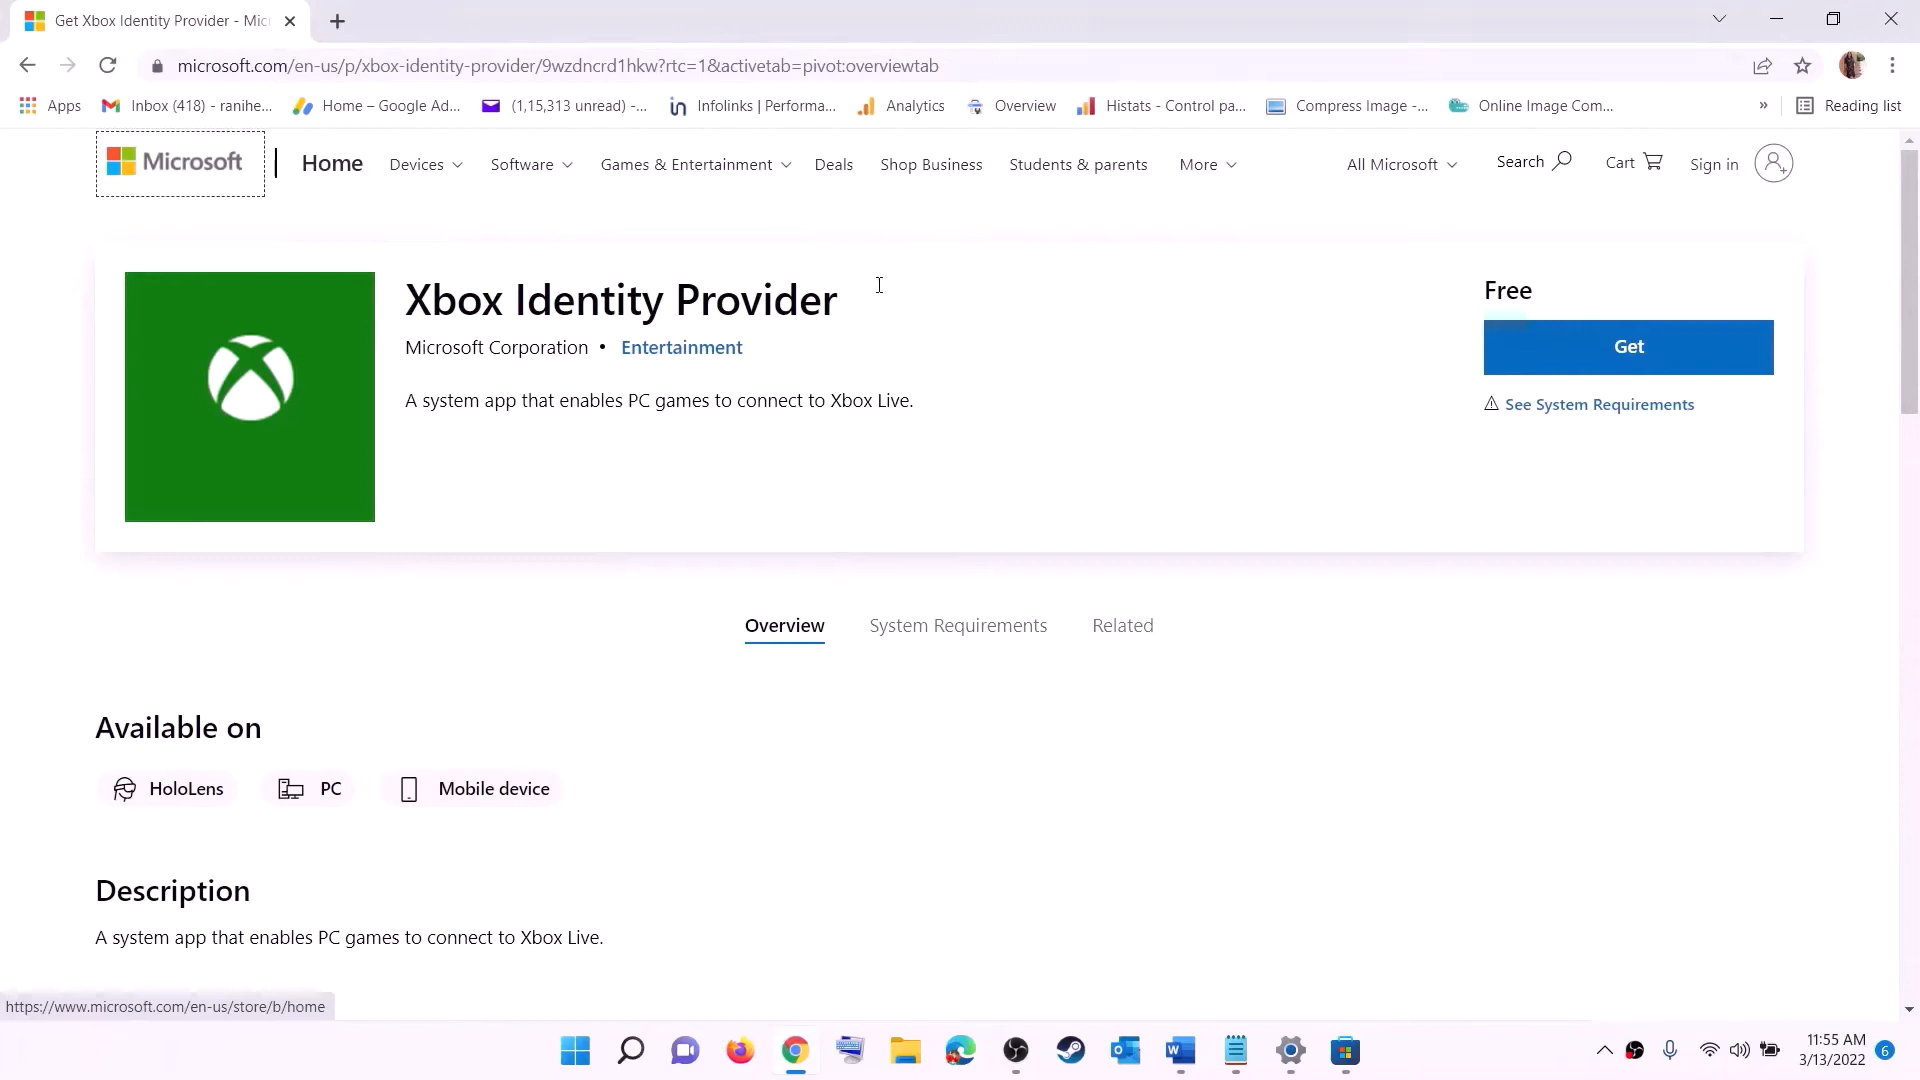 Get Xbox Identity Provider - Mic
microsoft.com/en-us/p/xbox-identity-provider/9wzdncrd1hkw?rtc=1&activetab=pivot:overviewtab
Apps Inbox (418) - ranihe... Home – Google Ad... (1,15,313 unread) -... Infolinks | Performa... Analytics Overview Histats - Control pa... Compress Image -... Online Image Com... » Reading list
Microsoft Home Devices Software Games & Entertainment Deals Shop Business Students & parents More All Microsoft Search Cart Sign in
Xbox Identity Provider
Microsoft Corporation • Entertainment
A system app that enables PC games to connect to Xbox Live.
Free
Get
See System Requirements
Overview System Requirements Related
Available on
HoloLens PC Mobile device
Description
A system app that enables PC games to connect to Xbox Live.
https://www.microsoft.com/en-us/store/b/home
11:55 AM
3/13/2022
6